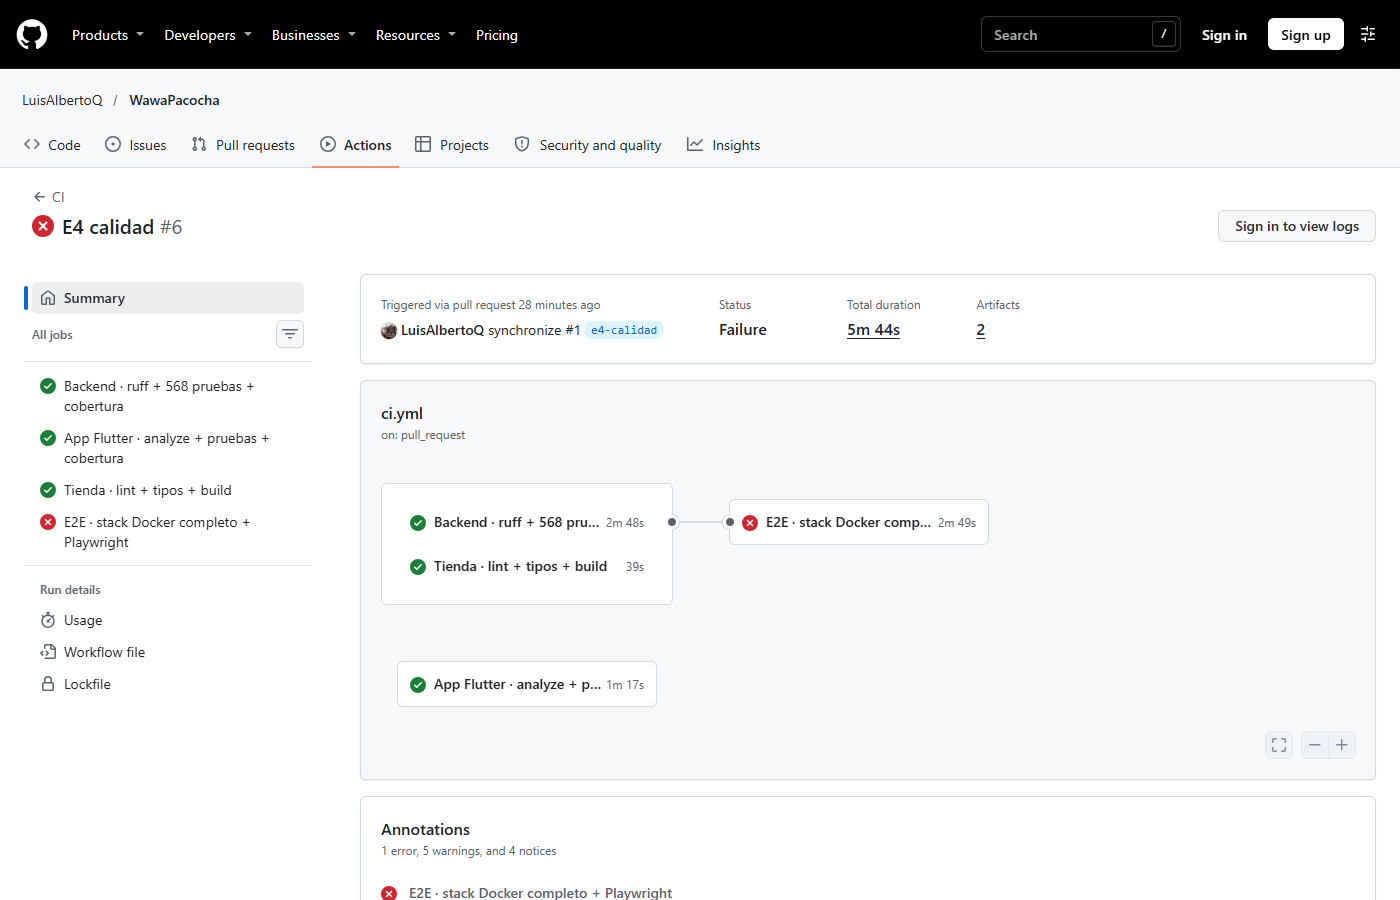 Products
Developers
Businesses
Resources
Pricing
Search
/
Sign in
Sign up
LuisAlbertoQ / WawaPacocha
Code
Issues
Pull requests
Actions
Projects
Security and quality
Insights
CI
E4 calidad #6
Sign in to view logs
Summary
All jobs
Backend · ruff + 568 pruebas +
cobertura
App Flutter · analyze + pruebas +
cobertura
Tienda · lint + tipos + build
E2E · stack Docker completo +
Playwright
Run details
Usage
Workflow file
Lockfile
Triggered via pull request 28 minutes ago
LuisAlbertoQ synchronize #1 e4-calidad
Status
Failure
Total duration
5m 44s
Artifacts
2
ci.yml
on: pull_request
Backend · ruff + 568 pru... 2m 48s
Tienda · lint + tipos + build 39s
E2E · stack Docker comp... 2m 49s
App Flutter · analyze + p... 1m 17s
Annotations
1 error, 5 warnings, and 4 notices
E2E · stack Docker completo + Playwright